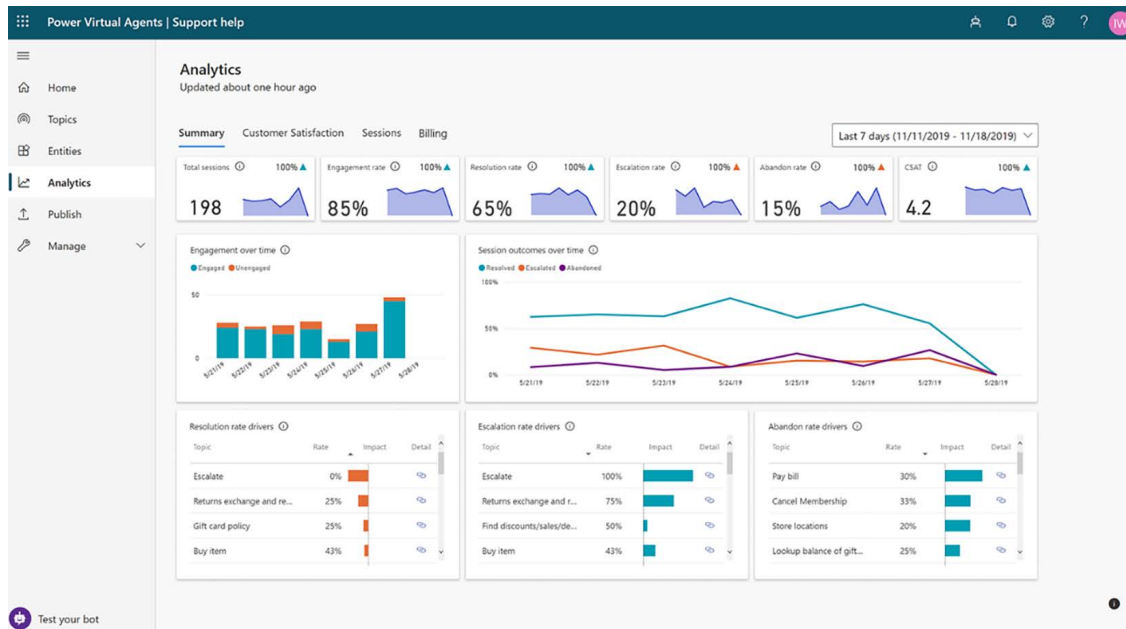 Power Virtual Agents | Support help
?
IW
Home
Topics
Entities
Analytics
Publish
Manage
Test your bot
Analytics
Updated about one hour ago
Summary Customer Satisfaction Sessions Billing
Last 7 days (11/11/2019 - 11/18/2019)
Total sessions 100%
198
Engagement rate 100%
85%
Resolution rate 100%
65%
Escalation rate 100%
20%
Abandon rate 100%
15%
CSAT 100%
4.2
Engagement over time
Engaged Unengaged
50
0
5/21/19 5/22/19 5/23/19 5/24/19 5/25/19 5/26/19 5/27/19 5/28/19
Session outcomes over time
Resolved Escalated Abandoned
100%
50%
0%
5/21/19 5/22/19 5/23/19 5/24/19 5/25/19 5/26/19 5/27/19 5/28/19
Resolution rate drivers
Topic Rate Impact Detail
Escalate 0%
Returns exchange and re... 25%
Gift card policy 25%
Buy item 43%
Escalation rate drivers
Topic Rate Impact Detail
Escalate 100%
Returns exchange and r... 75%
Find discounts/sales/de... 50%
Buy item 43%
Abandon rate drivers
Topic Rate Impact Detail
Pay bill 30%
Cancel Membership 33%
Store locations 20%
Lookup balance of gift... 25%